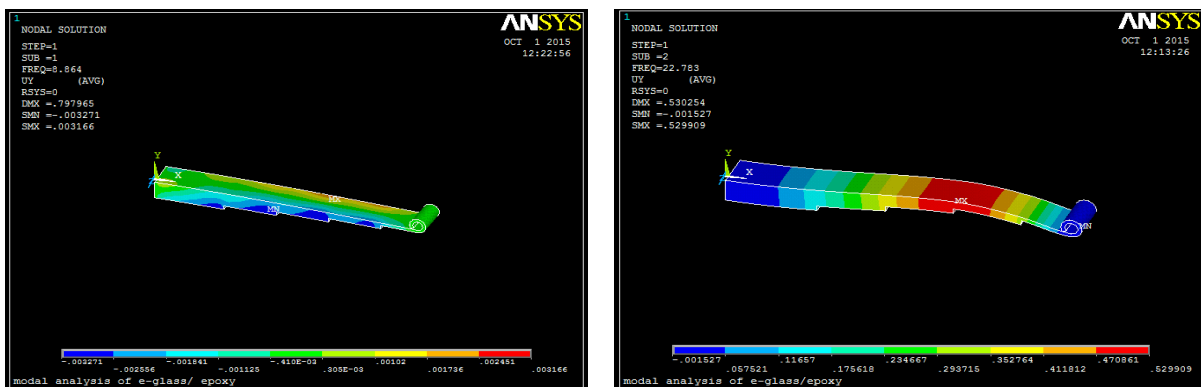 1
ANSYS
NODAL SOLUTION
OCT 1 2015
12:22:56
STEP=1
SUB =1
FREQ=8.864
UY (AVG)
RSYS=0
DMX =.797965
SMN =-.003271
SMX =.003166
Y
Z
X
MX
MN
-.003271 -.001841 -.410E-03 .00102 .002451
-.002556 -.001125 .305E-03 .001736 .003166
modal analysis of e-glass/ epoxy
1
ANSYS
NODAL SOLUTION
OCT 1 2015
12:13:26
STEP=1
SUB =2
FREQ=22.783
UY (AVG)
RSYS=0
DMX =.530254
SMN =-.001527
SMX =.529909
Y
Z
X
MX
MN
-.001527 .11657 .234667 .352764 .470861
.057521 .175618 .293715 .411812 .529909
modal analysis of e-glass/epoxy